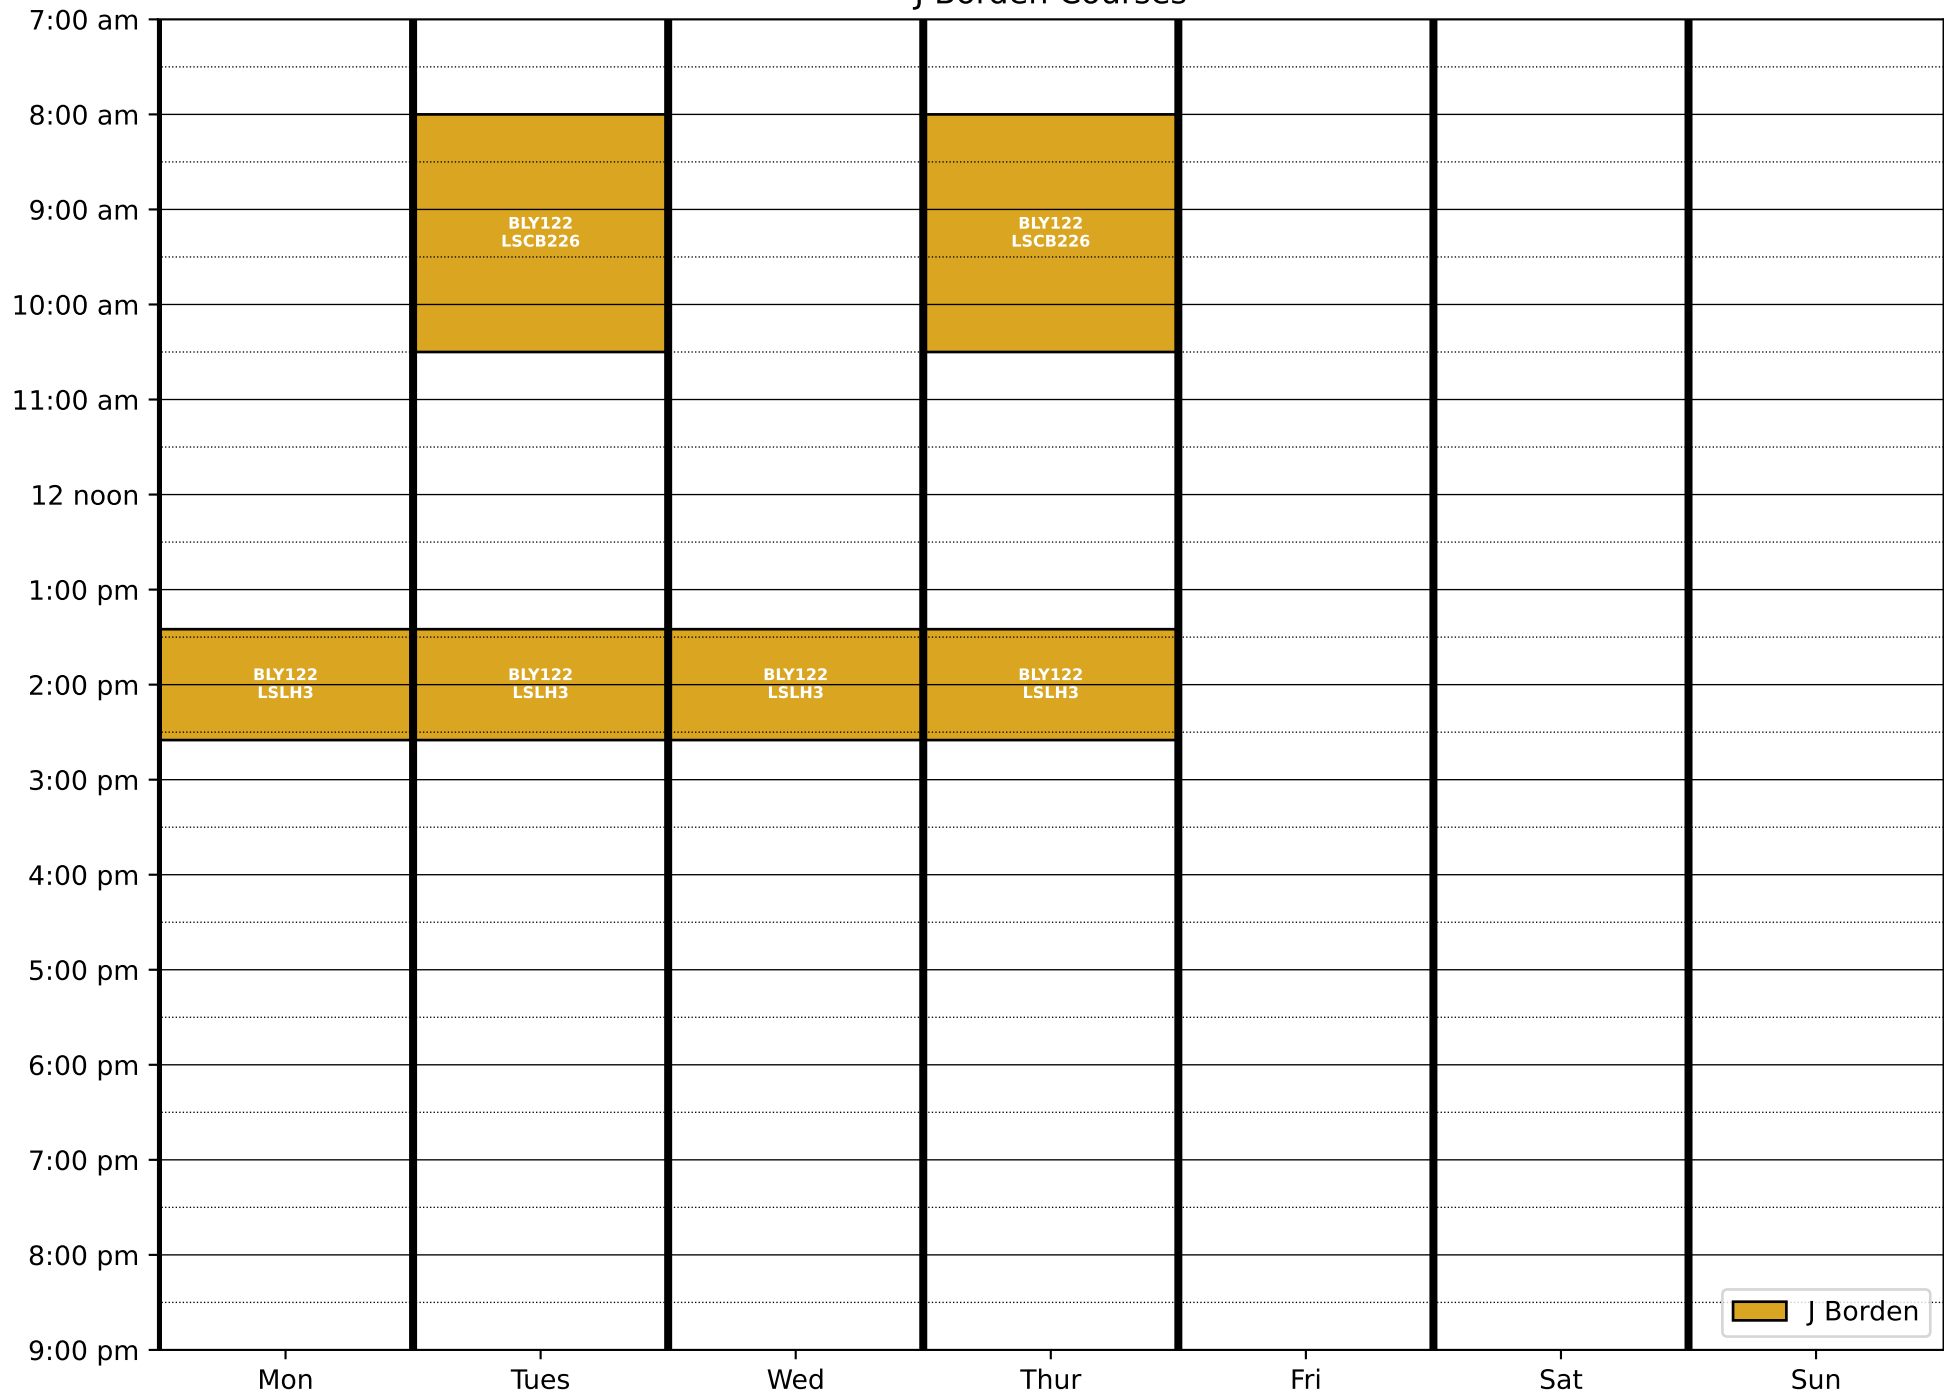 J Borden Courses
7:00 am
8:00 am
9:00 am
BLY122
LSCB226
BLY122
LSCB226
10:00 am
11:00 am
12 noon
1:00 pm
BLY122
LSLH3
BLY122
LSLH3
BLY122
LSLH3
BLY122
LSLH3
2:00 pm
3:00 pm
4:00 pm
5:00 pm
6:00 pm
7:00 pm
8:00 pm
J Borden
9:00 pm
Mon Tues Wed Thur Fri Sat Sun